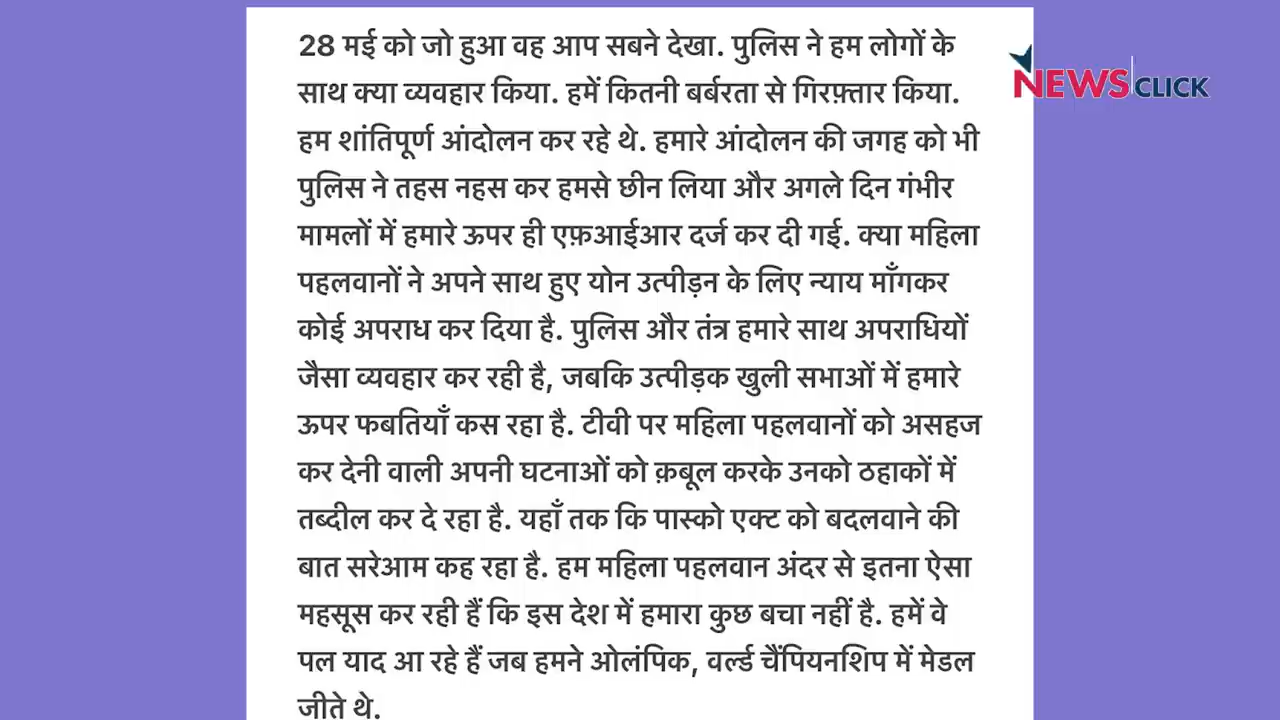 28 मई को जो हुआ वह आप सबने देखा. पुलिस ने हम लोगों के
साथ क्या व्यवहार किया. हमें कितनी बर्बरता से गिरफ़्तार किया.
हम शांतिपूर्ण आंदोलन कर रहे थे. हमारे आंदोलन की जगह को भी
पुलिस ने तहस नहस कर हमसे छीन लिया और अगले दिन गंभीर
मामलों में हमारे ऊपर ही एफ़आईआर दर्ज कर दी गई. क्या महिला
पहलवानों ने अपने साथ हुए योन उत्पीड़न के लिए न्याय माँगकर
कोई अपराध कर दिया है. पुलिस और तंत्र हमारे साथ अपराधियों
जैसा व्यवहार कर रही है, जबकि उत्पीड़क खुली सभाओं में हमारे
ऊपर फबतियाँ कस रहा है. टीवी पर महिला पहलवानों को असहज
कर देनी वाली अपनी घटनाओं को क़बूल करके उनको ठहाकों में
तब्दील कर दे रहा है. यहाँ तक कि पास्को एक्ट को बदलवाने की
बात सरेआम कह रहा है. हम महिला पहलवान अंदर से इतना ऐसा
महसूस कर रही हैं कि इस देश में हमारा कुछ बचा नहीं है. हमें वे
पल याद आ रहे हैं जब हमने ओलंपिक, वर्ल्ड चैंपियनशिप में मेडल
जीते थे.
NEWSCLICK